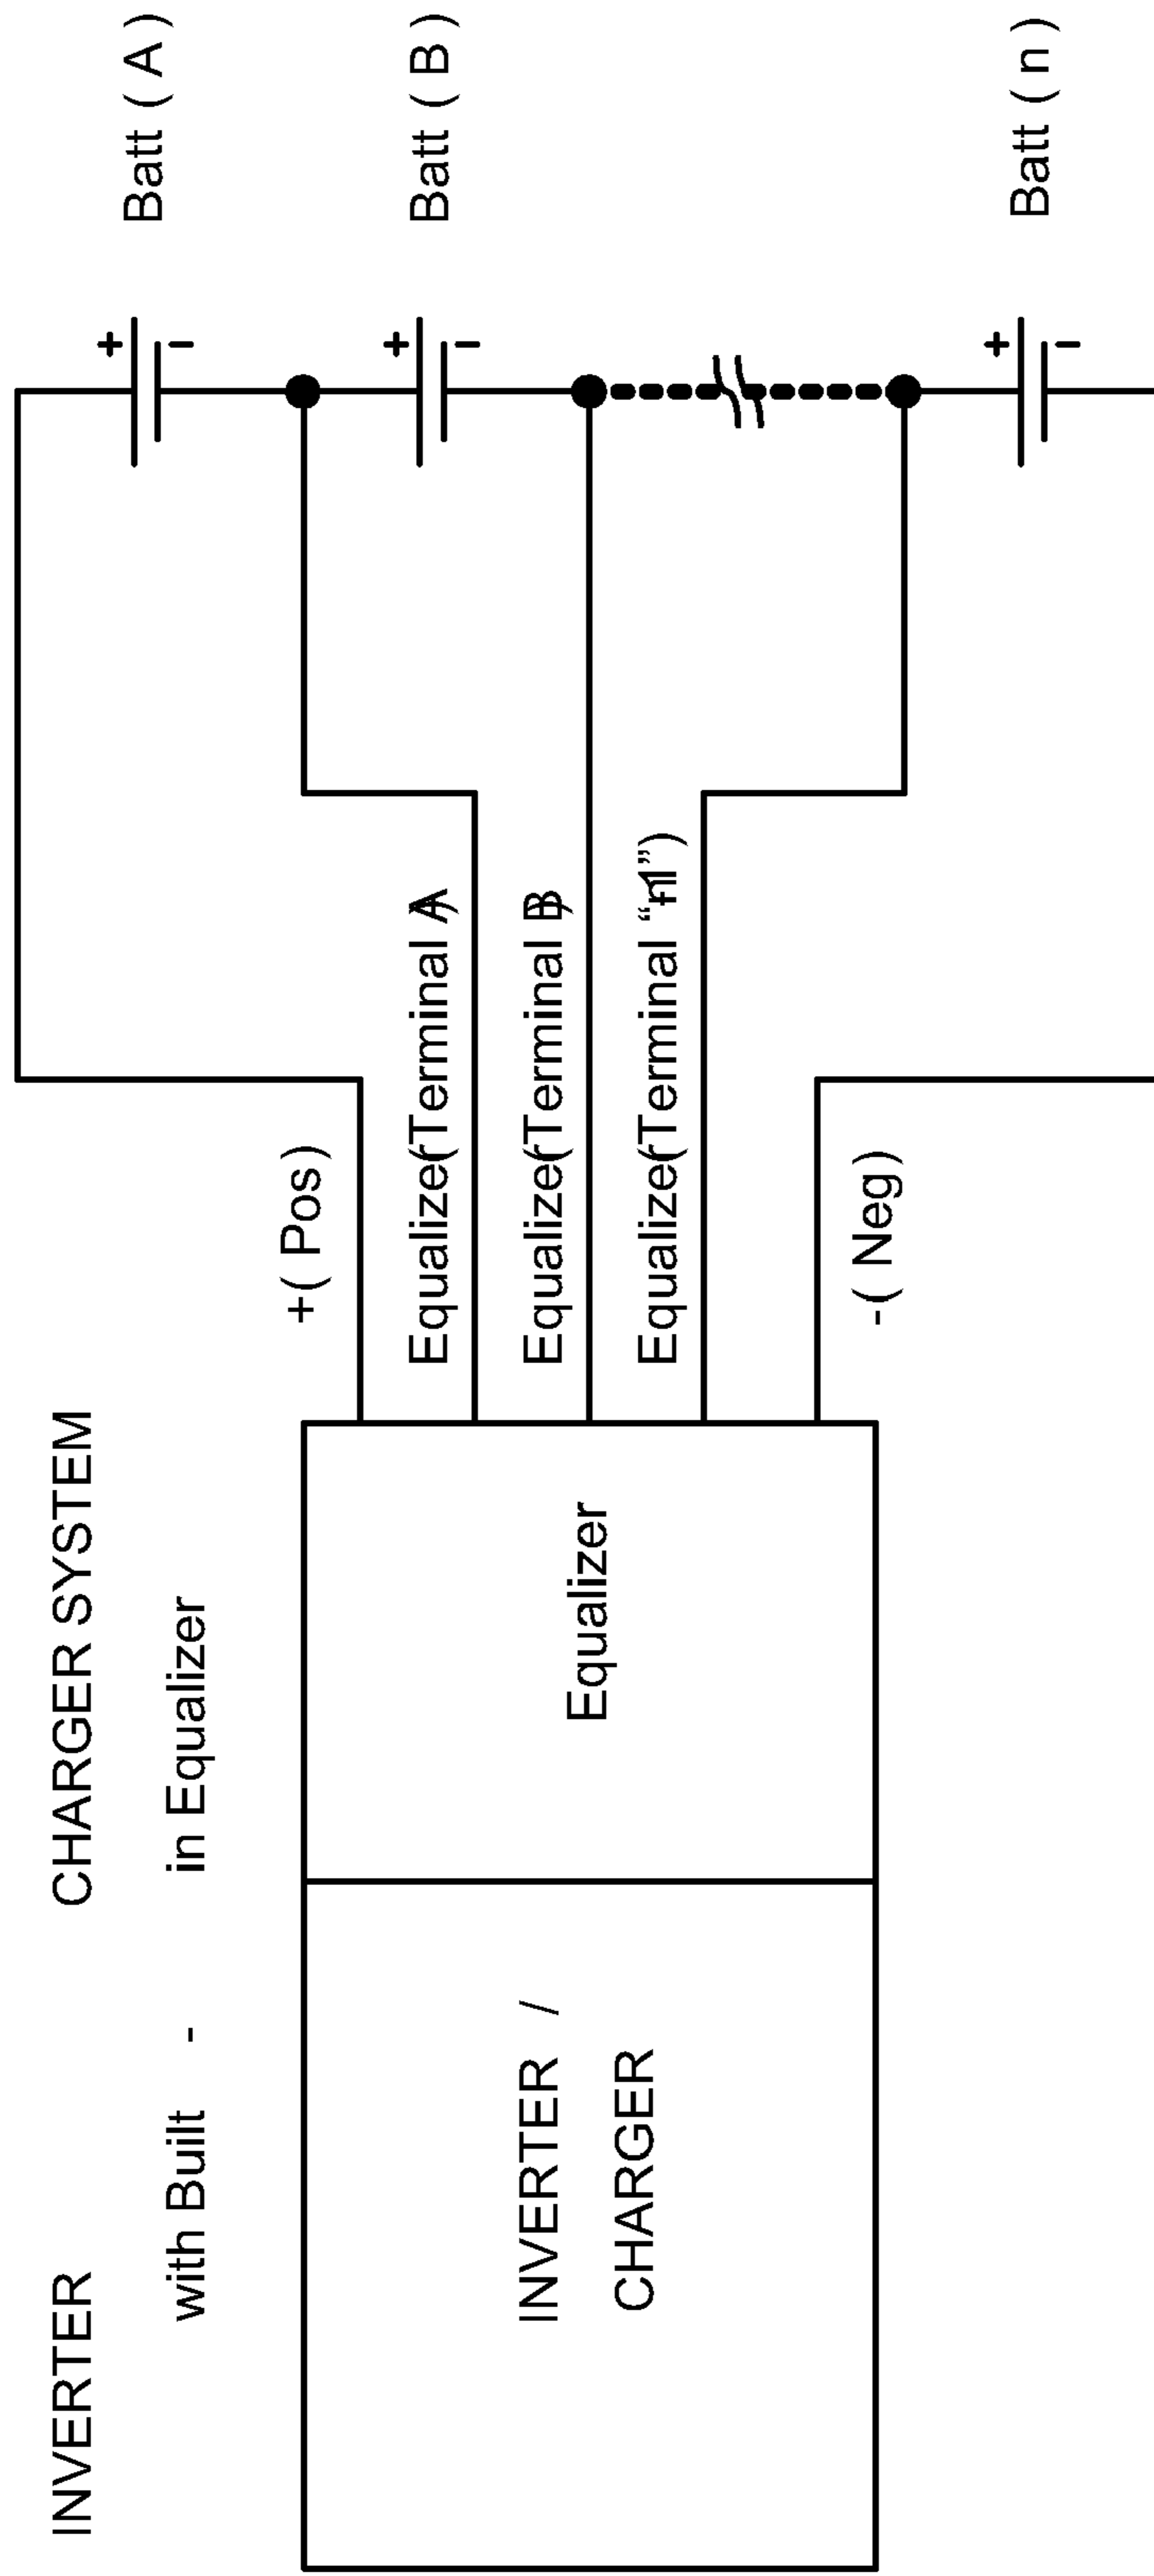 INVERTER CHARGER SYSTEM
with Built - in Equalizer
INVERTER /
CHARGER
Equalizer
+( Pos)
Equalizer(Terminal A)
Equalizer(Terminal B)
Equalizer(Terminal “n-1”)
-( Neg)
+
-
Batt ( A )
+
-
Batt ( B )
+
-
Batt ( n )